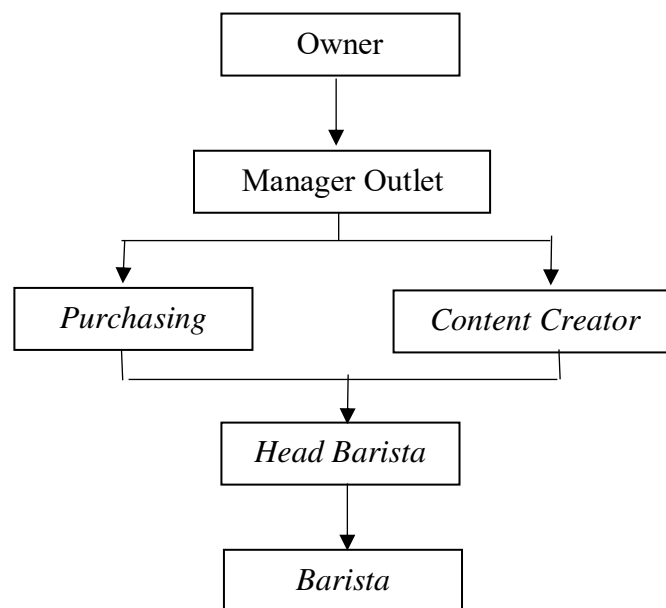 Owner
Manager Outlet
Purchasing
Content Creator
Head Barista
Barista